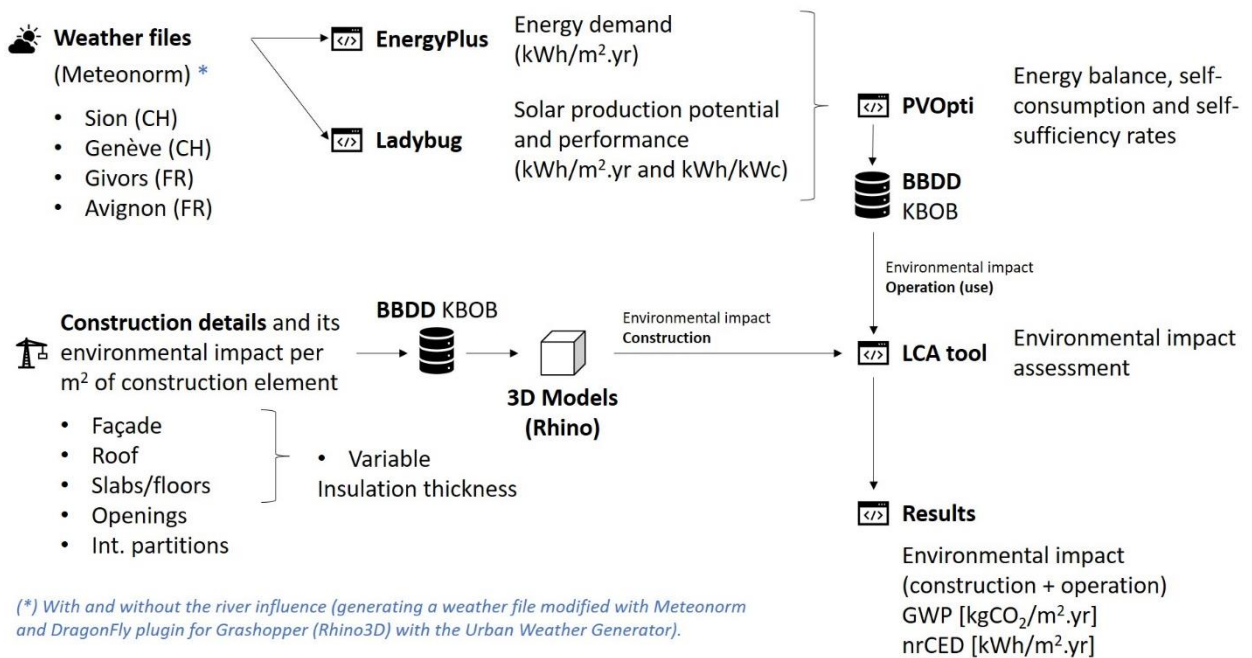 Weather files
(Meteonorm) *
• Sion (CH)
• Genève (CH)
• Givors (FR)
• Avignon (FR)
</> EnergyPlus
Energy demand
(kWh/m².yr)
</> Ladybug
Solar production potential
and performance
(kWh/m².yr and kWh/kWc)
</> PVOpti
Energy balance, self-
consumption and self-
sufficiency rates
BBDD
KBOB
Environmental impact
Operation (use)
Construction details and its
environmental impact per
m² of construction element
• Façade
• Roof
• Slabs/floors
• Openings
• Int. partitions
• Variable
Insulation thickness
BBDD KBOB
3D Models
(Rhino)
Environmental impact
Construction
</> LCA tool
Environmental impact
assessment
</> Results
Environmental impact
(construction + operation)
GWP [kgCO₂/m².yr]
nrCED [kWh/m².yr]
(*) With and without the river influence (generating a weather file modified with Meteonorm
and DragonFly plugin for Grashopper (Rhino3D) with the Urban Weather Generator).